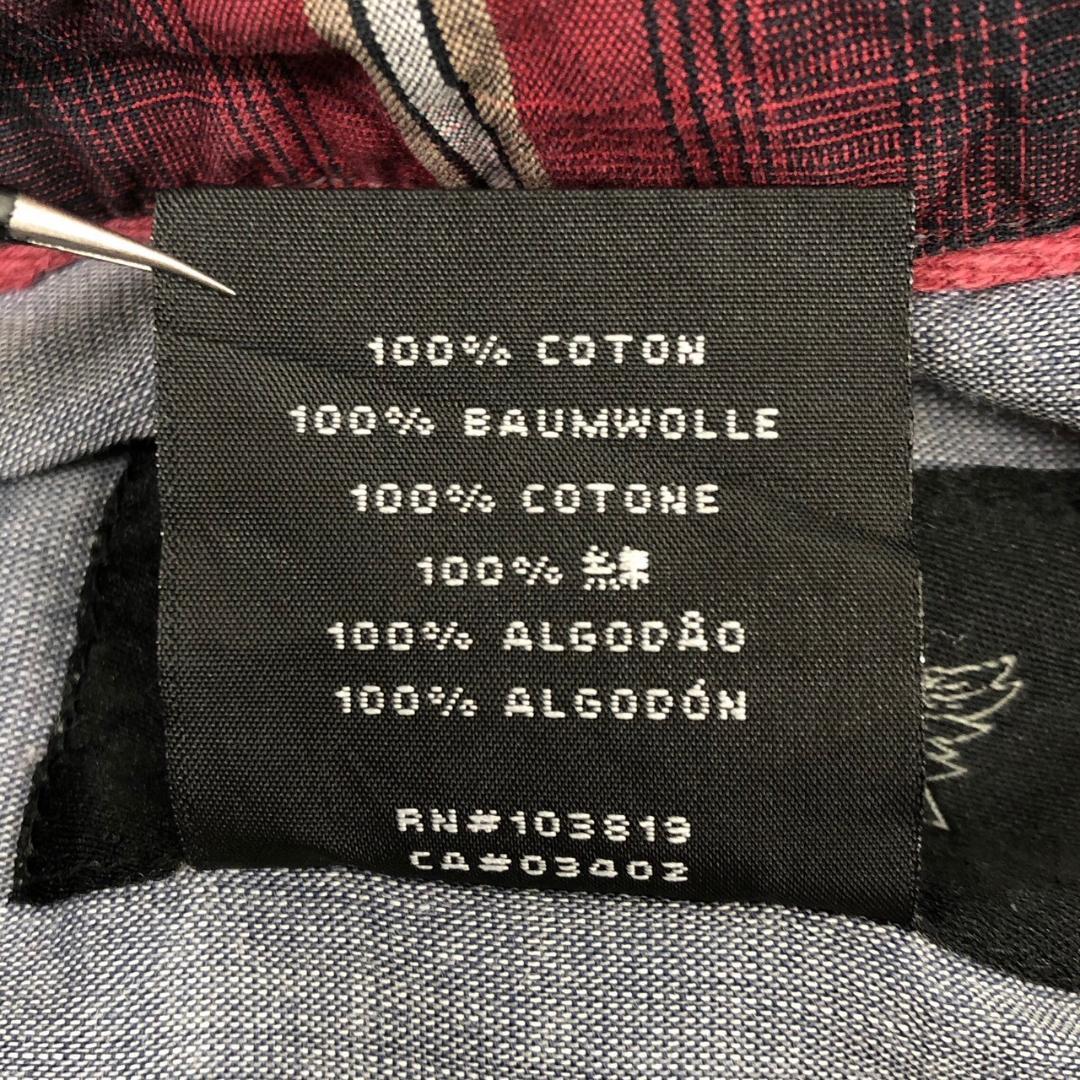 100% COTON
100% BAUMWOLLE
100% COTONE
100% 綿
100% ALGODÃO
100% ALGODÓN
RN#103819
CA#03402